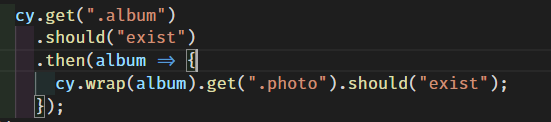 cy.get(".album")
.should("exist")
.then(album => {
cy.wrap(album).get(".photo").should("exist");
});